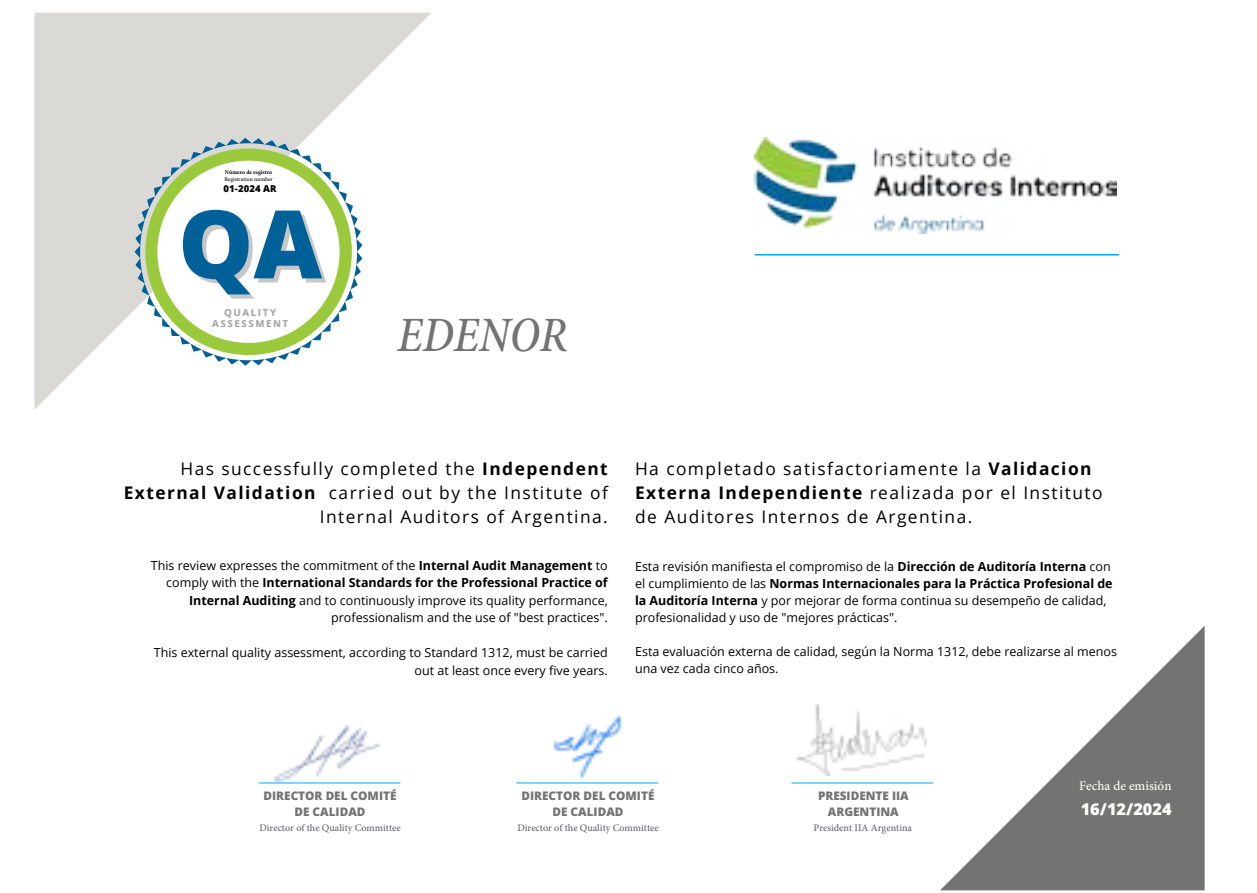 Número de registro
Registration number
01-2024 AR
QA
QUALITY
ASSESSMENT
Instituto de
Auditores Internos
de Argentina
EDENOR
Has successfully completed the Independent
External Validation carried out by the Institute of
Internal Auditors of Argentina.
This review expresses the commitment of the Internal Audit Management to
comply with the International Standards for the Professional Practice of
Internal Auditing and to continuously improve its quality performance,
professionalism and the use of "best practices".
This external quality assessment, according to Standard 1312, must be carried
out at least once every five years.
Ha completado satisfactoriamente la Validacion
Externa Independiente realizada por el Instituto
de Auditores Internos de Argentina.
Esta revisión manifiesta el compromiso de la Dirección de Auditoría Interna con
el cumplimiento de las Normas Internacionales para la Práctica Profesional de
la Auditoría Interna y por mejorar de forma continua su desempeño de calidad,
profesionalidad y uso de "mejores prácticas".
Esta evaluación externa de calidad, según la Norma 1312, debe realizarse al menos
una vez cada cinco años.
DIRECTOR DEL COMITÉ
DE CALIDAD
Director of the Quality Committee
DIRECTOR DEL COMITÉ
DE CALIDAD
Director of the Quality Committee
PRESIDENTE IIA
ARGENTINA
President IIA Argentina
Fecha de emisión
16/12/2024